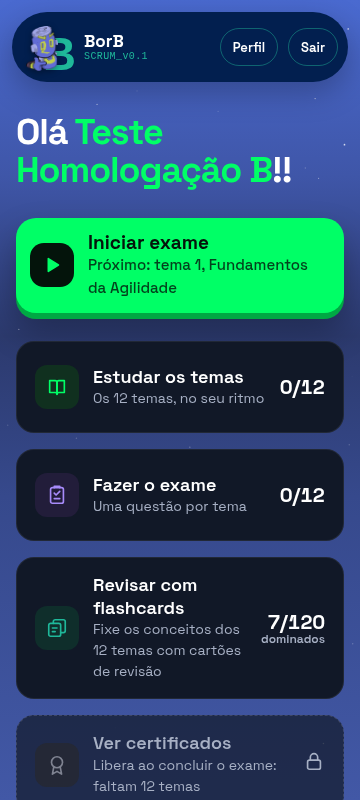 BorB
SCRUM_v0.1
Perfil
Sair
Olá Teste
Homologação B!!
Iniciar exame
Próximo: tema 1, Fundamentos
da Agilidade
Estudar os temas
Os 12 temas, no seu ritmo
0/12
Fazer o exame
Uma questão por tema
0/12
Revisar com
flashcards
Fixe os conceitos dos
12 temas com cartões
de revisão
7/120
dominados
Ver certificados
Libera ao concluir o exame:
faltam 12 temas